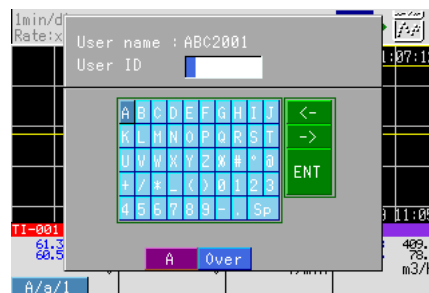 1min/d
Rate:x
User name : ABC2001
User ID
1:07:1
A B C D E F G H I J <-
K L M N O P Q R S T ->
U V W X Y Z % # ° @ ENT
+ / * _ ( ) 0 1 2 3
4 5 6 7 8 9 - . Sp
11:05
TI-001
61.3 409.
60.5 78.
A Over
m3/
A/a/1